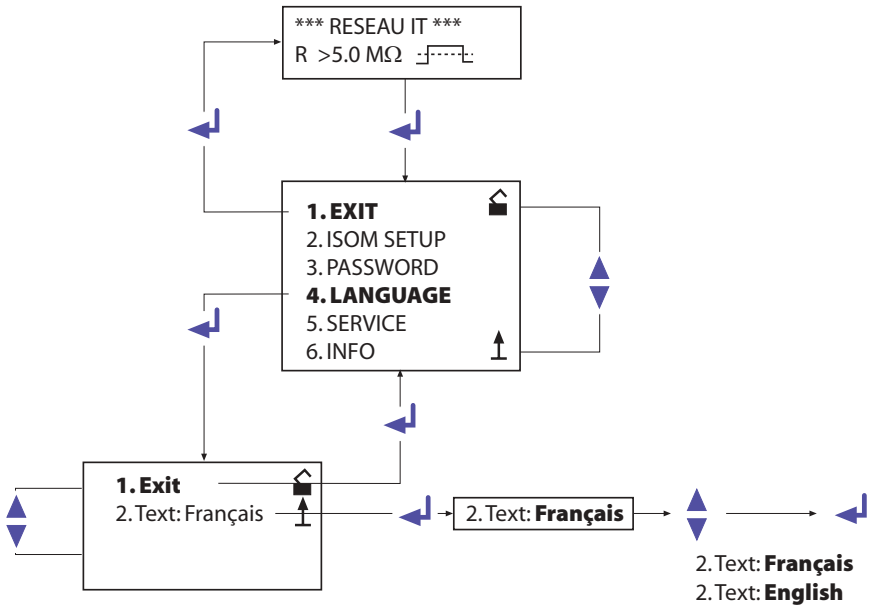 *** RESEAU IT ***
R >5.0 MΩ
1. EXIT
2. ISOM SETUP
3. PASSWORD
4. LANGUAGE
5. SERVICE
6. INFO
1. Exit
2. Text: Français
2. Text: Français
2. Text: Français
2. Text: English